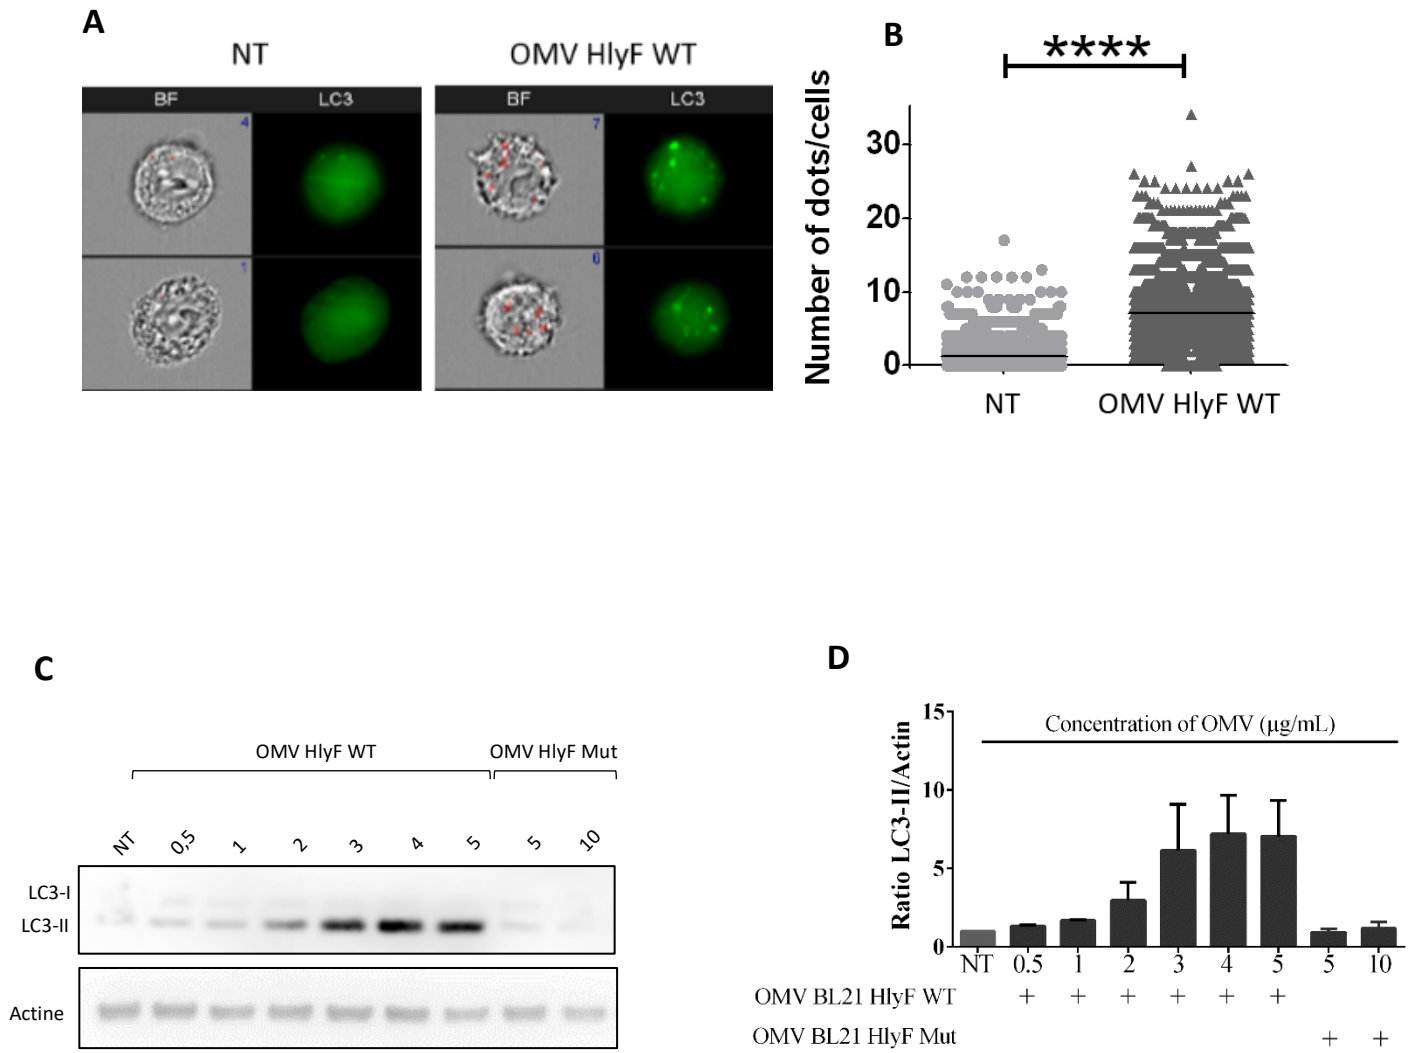 A
NT
OMV HlyF WT
BF
LC3
BF
LC3
4
7
1
6
B
****
Number of dots/cells
30
20
10
0
NT
OMV HlyF WT
C
OMV HlyF WT
OMV HlyF Mut
NT
0,5
1
2
3
4
5
5
10
LC3-I
LC3-II
Actine
D
Ratio LC3-II/Actin
15
10
5
0
Concentration of OMV (µg/mL)
NT 0.5 1 2 3 4 5 5 10
OMV BL21 HlyF WT + + + + + +
OMV BL21 HlyF Mut + +